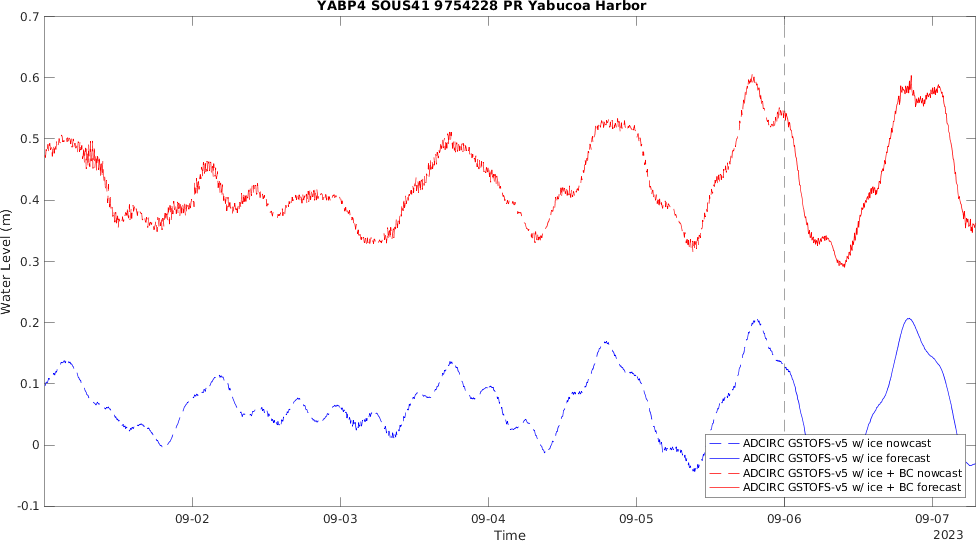 YABP4 SOUS41 9754228 PR Yabucoa Harbor
0.7
0.6
0.5
0.4
0.3
0.2
0.1
0
-0.1
Water Level (m)
09-02
09-03
09-04
09-05
09-06
09-07
Time
2023
ADCIRC GSTOFS-v5 w/ ice nowcast
ADCIRC GSTOFS-v5 w/ ice forecast
ADCIRC GSTOFS-v5 w/ ice + BC nowcast
ADCIRC GSTOFS-v5 w/ ice + BC forecast